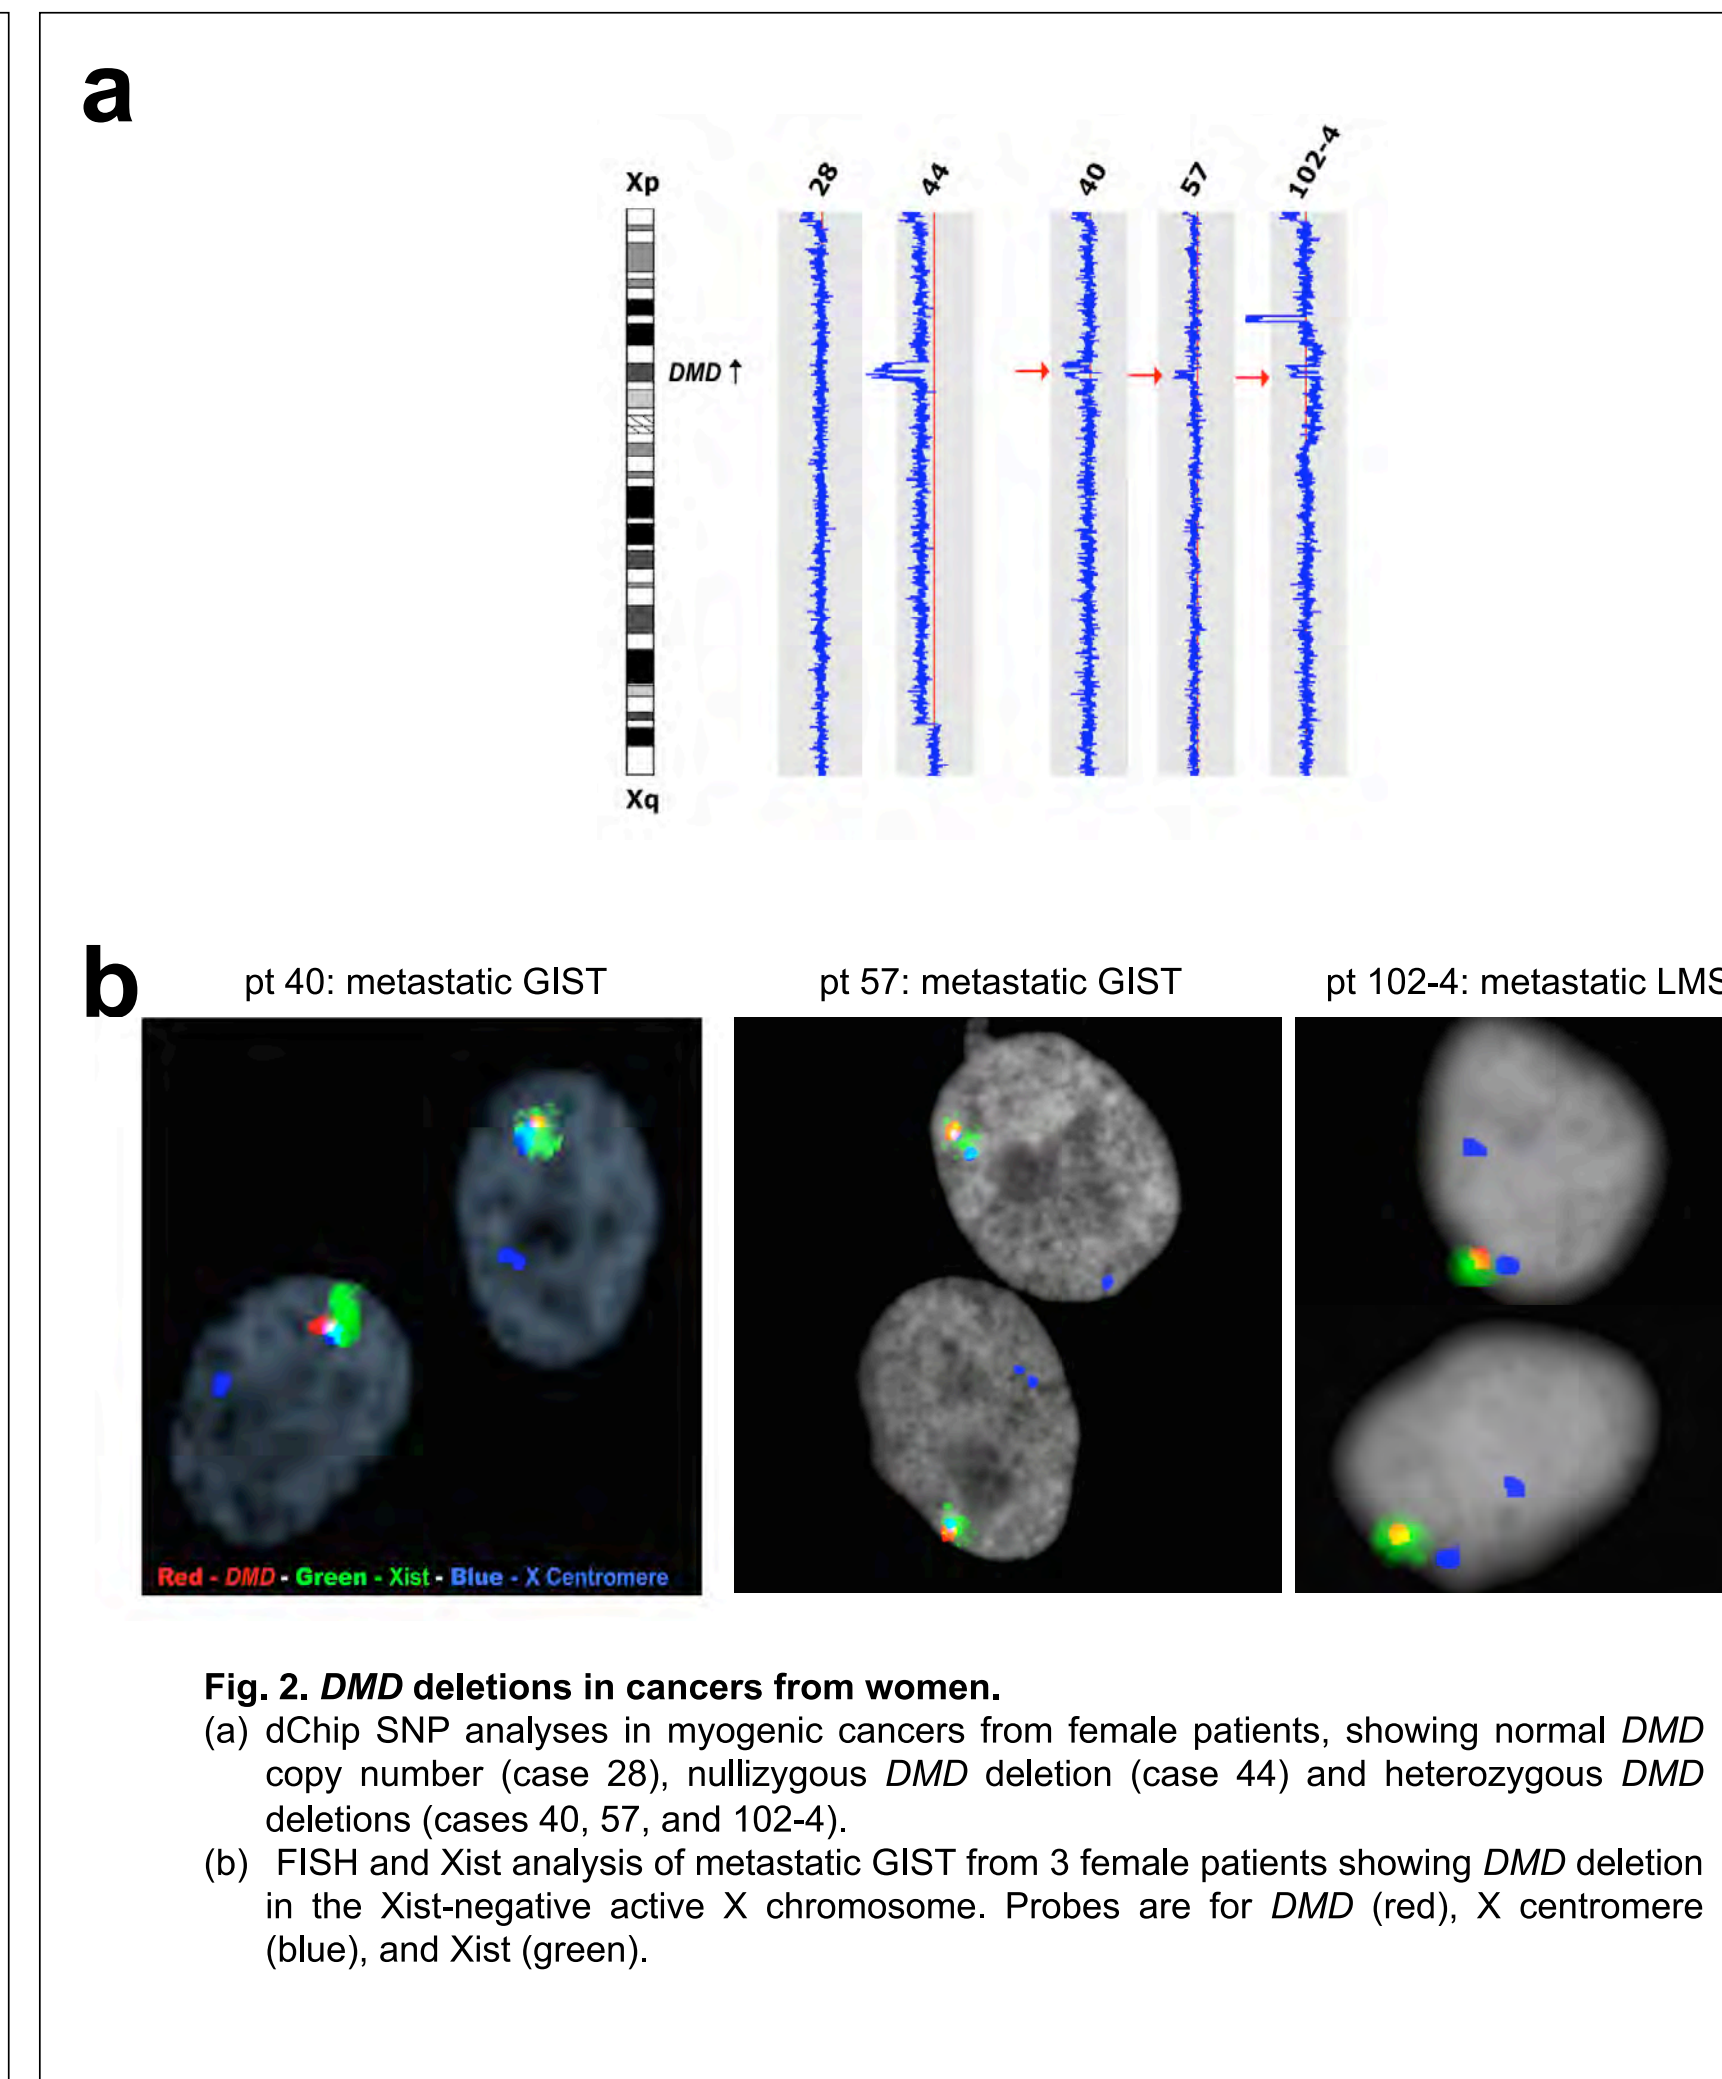 a
Xp
28
44
40
57
102-4
DMD ↑
Xq
b
pt 40: metastatic GIST
pt 57: metastatic GIST
pt 102-4: metastatic LMS
Red - DMD - Green - Xist - Blue - X Centromere
Fig. 2. DMD deletions in cancers from women.
(a) dChip SNP analyses in myogenic cancers from female patients, showing normal DMD
copy number (case 28), nullizygous DMD deletion (case 44) and heterozygous DMD
deletions (cases 40, 57, and 102-4).
(b) FISH and Xist analysis of metastatic GIST from 3 female patients showing DMD deletion
in the Xist-negative active X chromosome. Probes are for DMD (red), X centromere
(blue), and Xist (green).